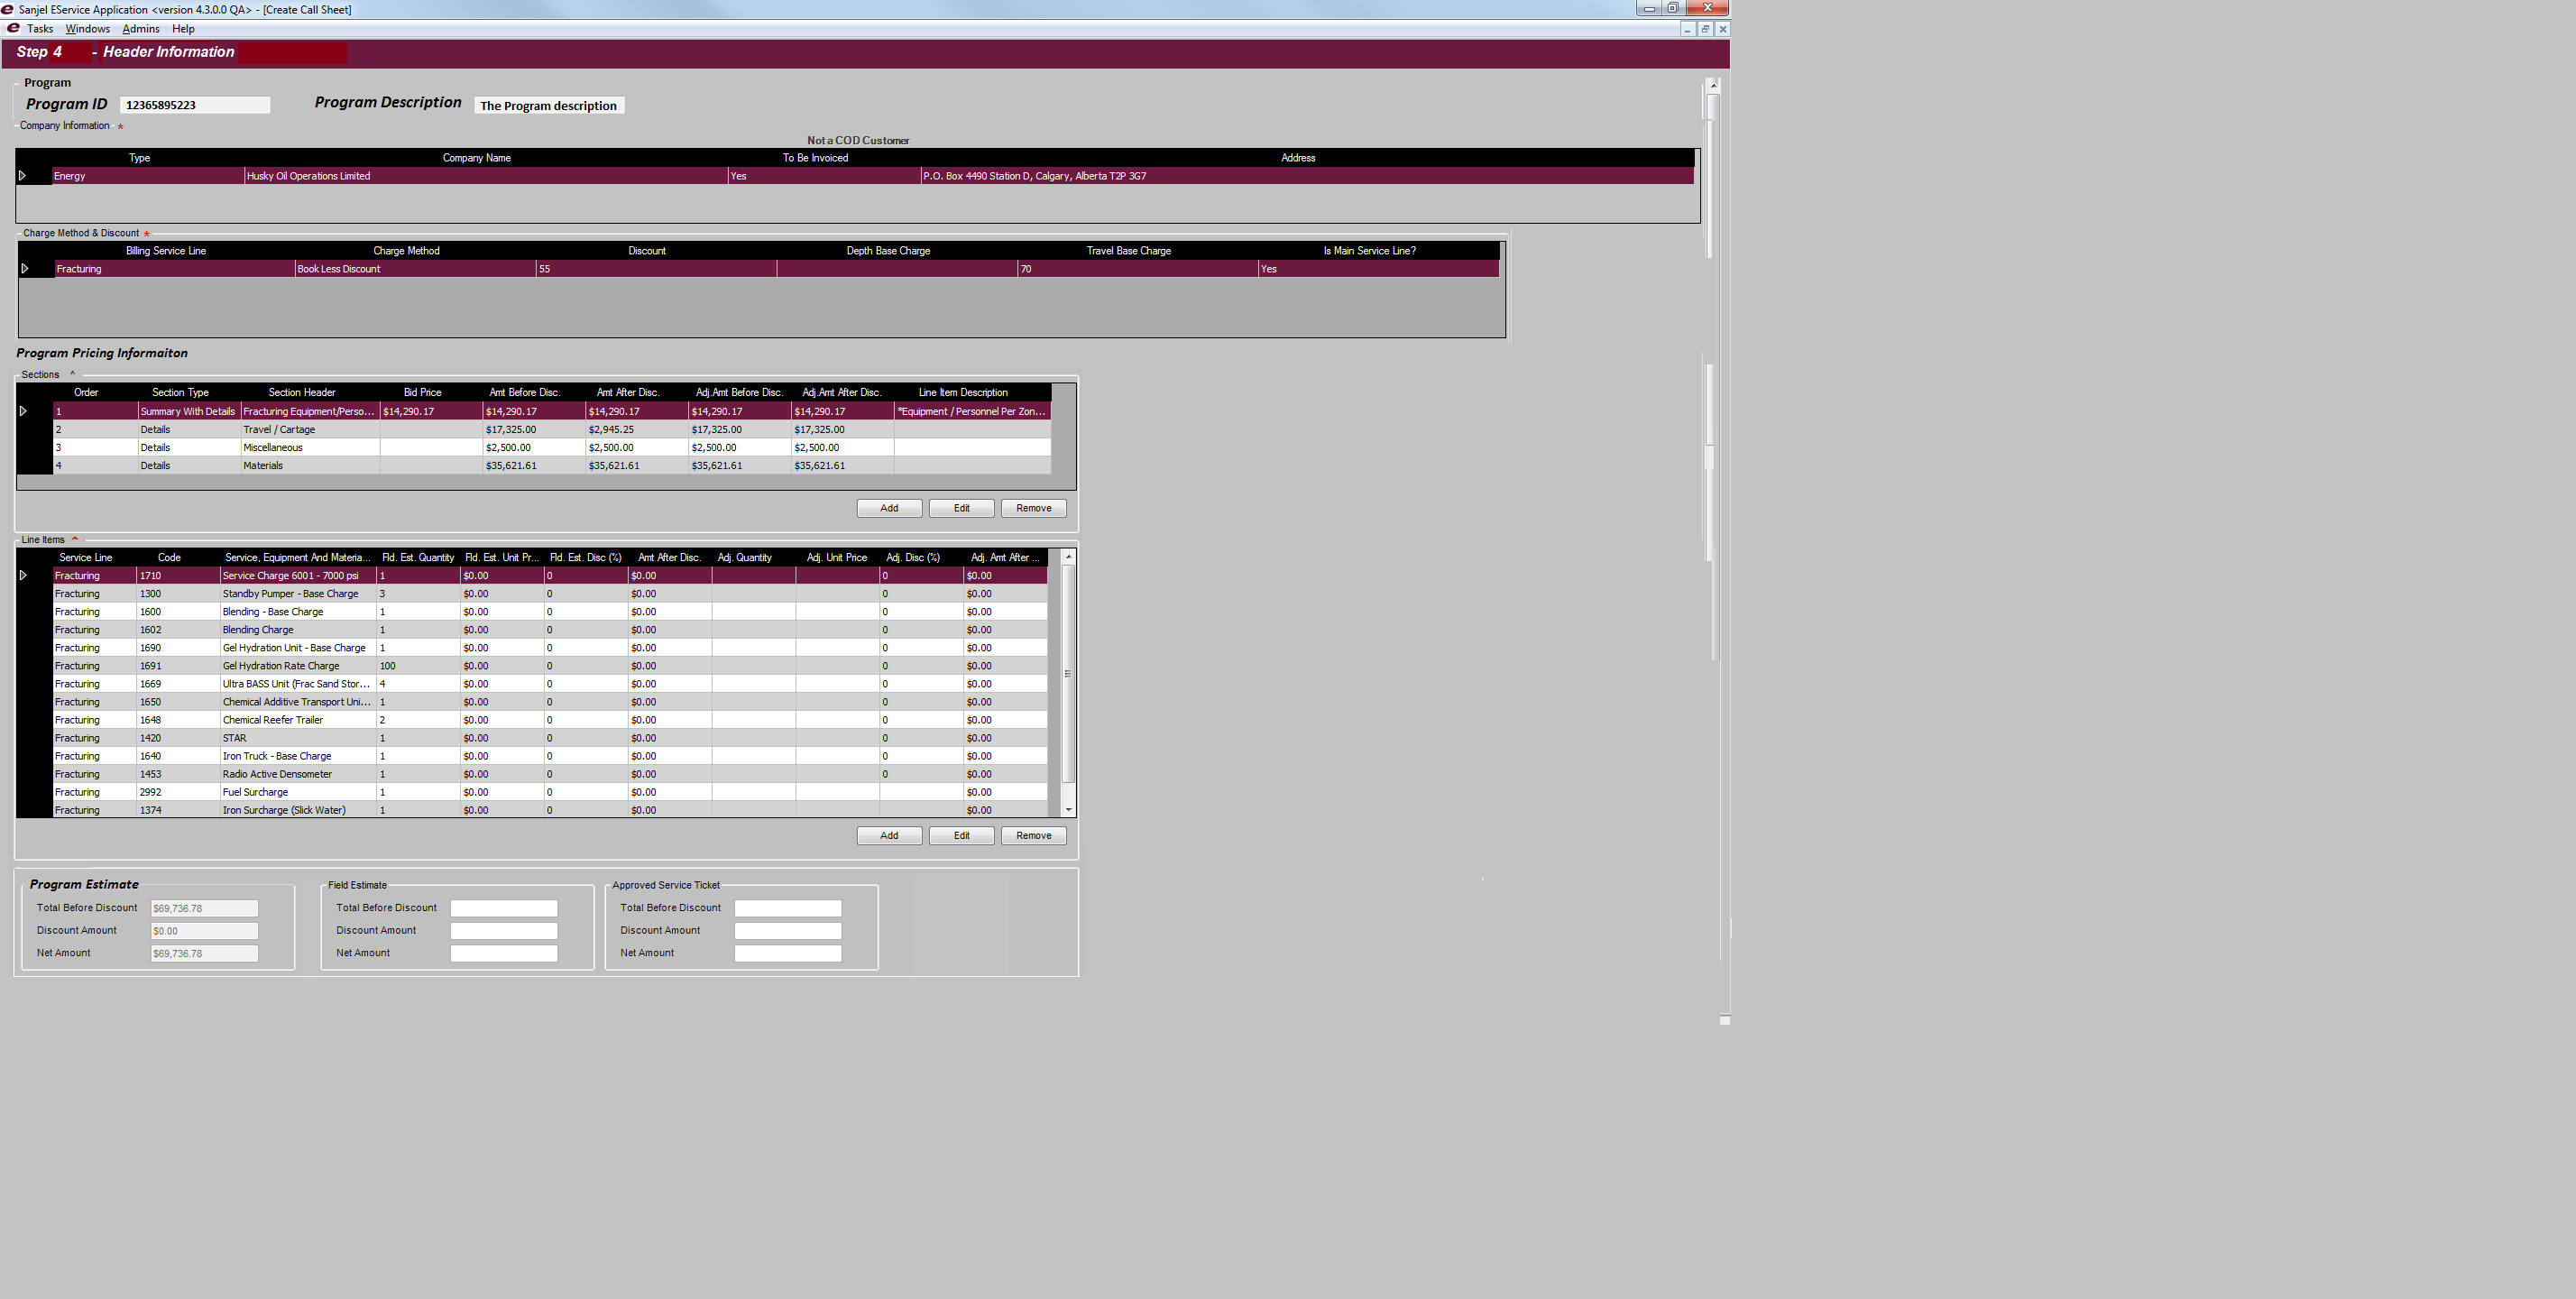 Sanjel EService Application <version 4.3.0.0 QA> - [Create Call Sheet]
Tasks Windows Admins Help
Step 4 - Header Information
Program
Program ID 12365895223 Program Description The Program description
Company Information *
Not a COD Customer
Type Company Name To Be Invoiced Address
Energy Husky Oil Operations Limited Yes P.O. Box 4490 Station D, Calgary, Alberta T2P 3G7
Charge Method & Discount *
Billing Service Line Charge Method Discount Depth Base Charge Travel Base Charge Is Main Service Line?
Fracturing Book Less Discount 55 70 Yes
Program Pricing Informaiton
Sections ^
Order Section Type Section Header Bid Price Amt Before Disc. Amt After Disc. Adj.Amt Before Disc. Adj.Amt After Disc. Line Item Description
1 Summary With Details Fracturing Equipment/Perso... $14,290.17 $14,290.17 $14,290.17 $14,290.17 $14,290.17 *Equipment / Personnel Per Zon...
2 Details Travel / Cartage $17,325.00 $2,945.25 $17,325.00 $17,325.00
3 Details Miscellaneous $2,500.00 $2,500.00 $2,500.00 $2,500.00
4 Details Materials $35,621.61 $35,621.61 $35,621.61 $35,621.61
Add Edit Remove
Line Items ^
Service Line Code Service, Equipment And Materia... Fld. Est. Quantity Fld. Est. Unit Pr... Fld. Est. Disc (%) Amt After Disc. Adj. Quantity Adj. Unit Price Adj. Disc (%) Adj. Amt After ...
Fracturing 1710 Service Charge 6001 - 7000 psi 1 $0.00 0 $0.00 0 $0.00
Fracturing 1300 Standby Pumper - Base Charge 3 $0.00 0 $0.00 0 $0.00
Fracturing 1600 Blending - Base Charge 1 $0.00 0 $0.00 0 $0.00
Fracturing 1602 Blending Charge 1 $0.00 0 $0.00 0 $0.00
Fracturing 1690 Gel Hydration Unit - Base Charge 1 $0.00 0 $0.00 0 $0.00
Fracturing 1691 Gel Hydration Rate Charge 100 $0.00 0 $0.00 0 $0.00
Fracturing 1669 Ultra BASS Unit (Frac Sand Stor... 4 $0.00 0 $0.00 0 $0.00
Fracturing 1650 Chemical Additive Transport Uni... 1 $0.00 0 $0.00 0 $0.00
Fracturing 1648 Chemical Reefer Trailer 2 $0.00 0 $0.00 0 $0.00
Fracturing 1420 STAR 1 $0.00 0 $0.00 0 $0.00
Fracturing 1640 Iron Truck - Base Charge 1 $0.00 0 $0.00 0 $0.00
Fracturing 1453 Radio Active Densometer 1 $0.00 0 $0.00 0 $0.00
Fracturing 2992 Fuel Surcharge 1 $0.00 0 $0.00 $0.00
Fracturing 1374 Iron Surcharge (Slick Water) 1 $0.00 0 $0.00 $0.00
Add Edit Remove
Program Estimate Field Estimate Approved Service Ticket
Total Before Discount $69,736.78 Total Before Discount Total Before Discount
Discount Amount $0.00 Discount Amount Discount Amount
Net Amount $69,736.78 Net Amount Net Amount